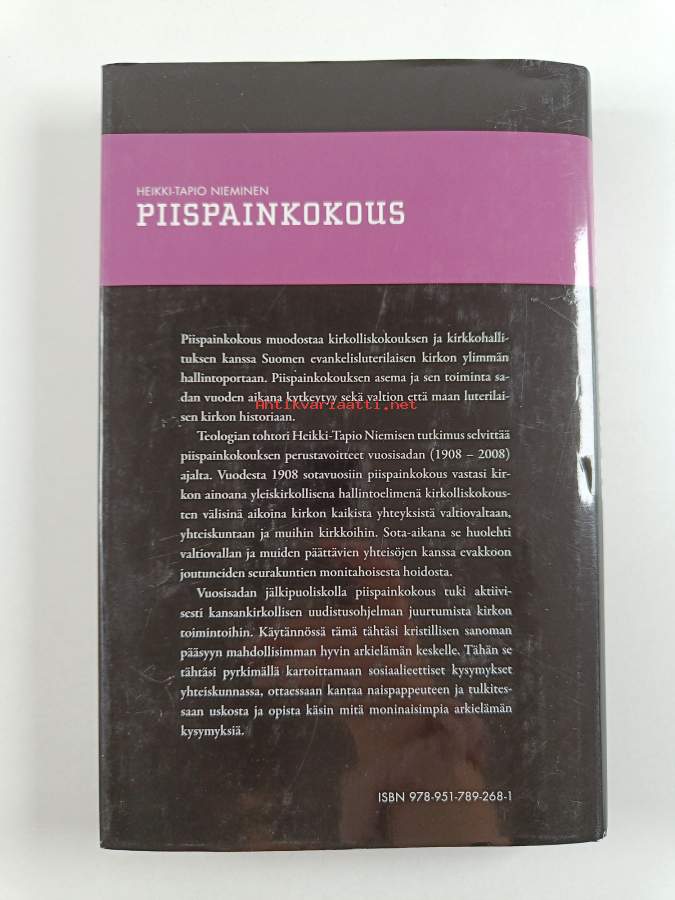 HEIKKI-TAPIO NIEMINEN
PIISPAINKOKOUS
Piispainkokous muodostaa kirkolliskokouksen ja kirkkohalli-
tuksen kanssa Suomen evankelisluterilaisen kirkon ylimmän
hallintoportaan. Piispainkokouksen asema ja sen toiminta sa-
dan vuoden aikana kytkeytyy sekä valtion että maan luterilai-
Antikvariaatti.net
sen kirkon historiaan.
Teologian tohtori Heikki-Tapio Niemisen tutkimus selvittää
piispainkokouksen perustavoitteet vuosisadan (1908 – 2008)
ajalta. Vuodesta 1908 sotavuosiin piispainkokous vastasi kir-
kon ainoana yleiskirkollisena hallintoelimenä kirkolliskokous-
ten välisinä aikoina kirkon kaikista yhteyksistä valtiovaltaan,
yhteiskuntaan ja muihin kirkkoihin. Sota-aikana se huolehti
valtiovallan ja muiden päättävien yhteisöjen kanssa evakkoon
joutuneiden seurakuntien monitahoisesta hoidosta.
Vuosisadan jälkipuoliskolla piispainkokous tuki aktiivi-
sesti kansankirkollisen uudistusohjelman juurtumista kirkon
toimintoihin. Käytännössä tämä tähtäsi kristillisen sanoman
pääsyyn mahdollisimman hyvin arkielämän keskelle. Tähän se
tähtäsi pyrkimällä kartoittamaan sosiaalieettiset kysymykset
yhteiskunnassa, ottaessaan kantaa naispappeuteen ja tulkites-
saan uskosta ja opista käsin mitä moninaisimpia arkielämän
kysymyksiä.
ISBN 978-951-789-268-1